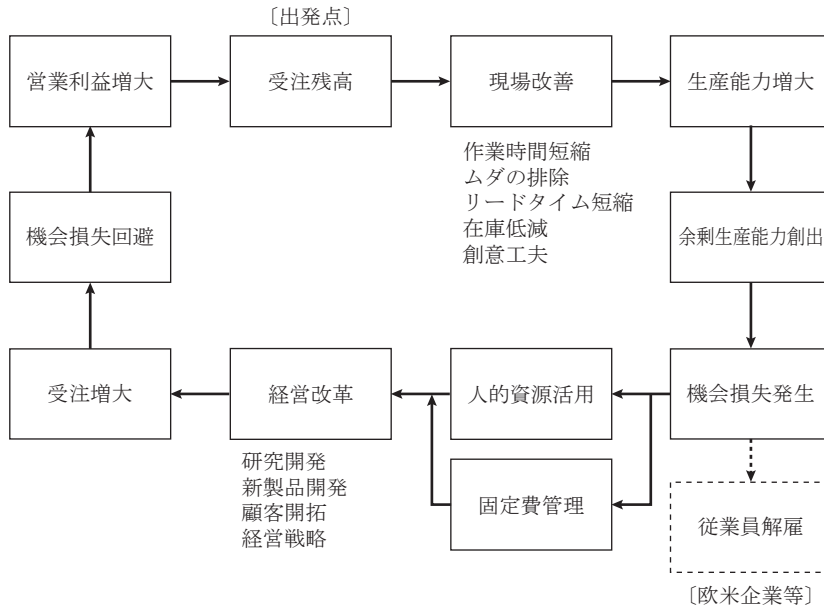 〔出発点〕
営業利益増大
受注残高
現場改善
生産能力増大
作業時間短縮
ムダの排除
リードタイム短縮
在庫低減
創意工夫
機会損失回避
余剰生産能力創出
受注増大
経営改革
人的資源活用
機会損失発生
研究開発
新製品開発
顧客開拓
経営戦略
固定費管理
従業員解雇
〔欧米企業等〕